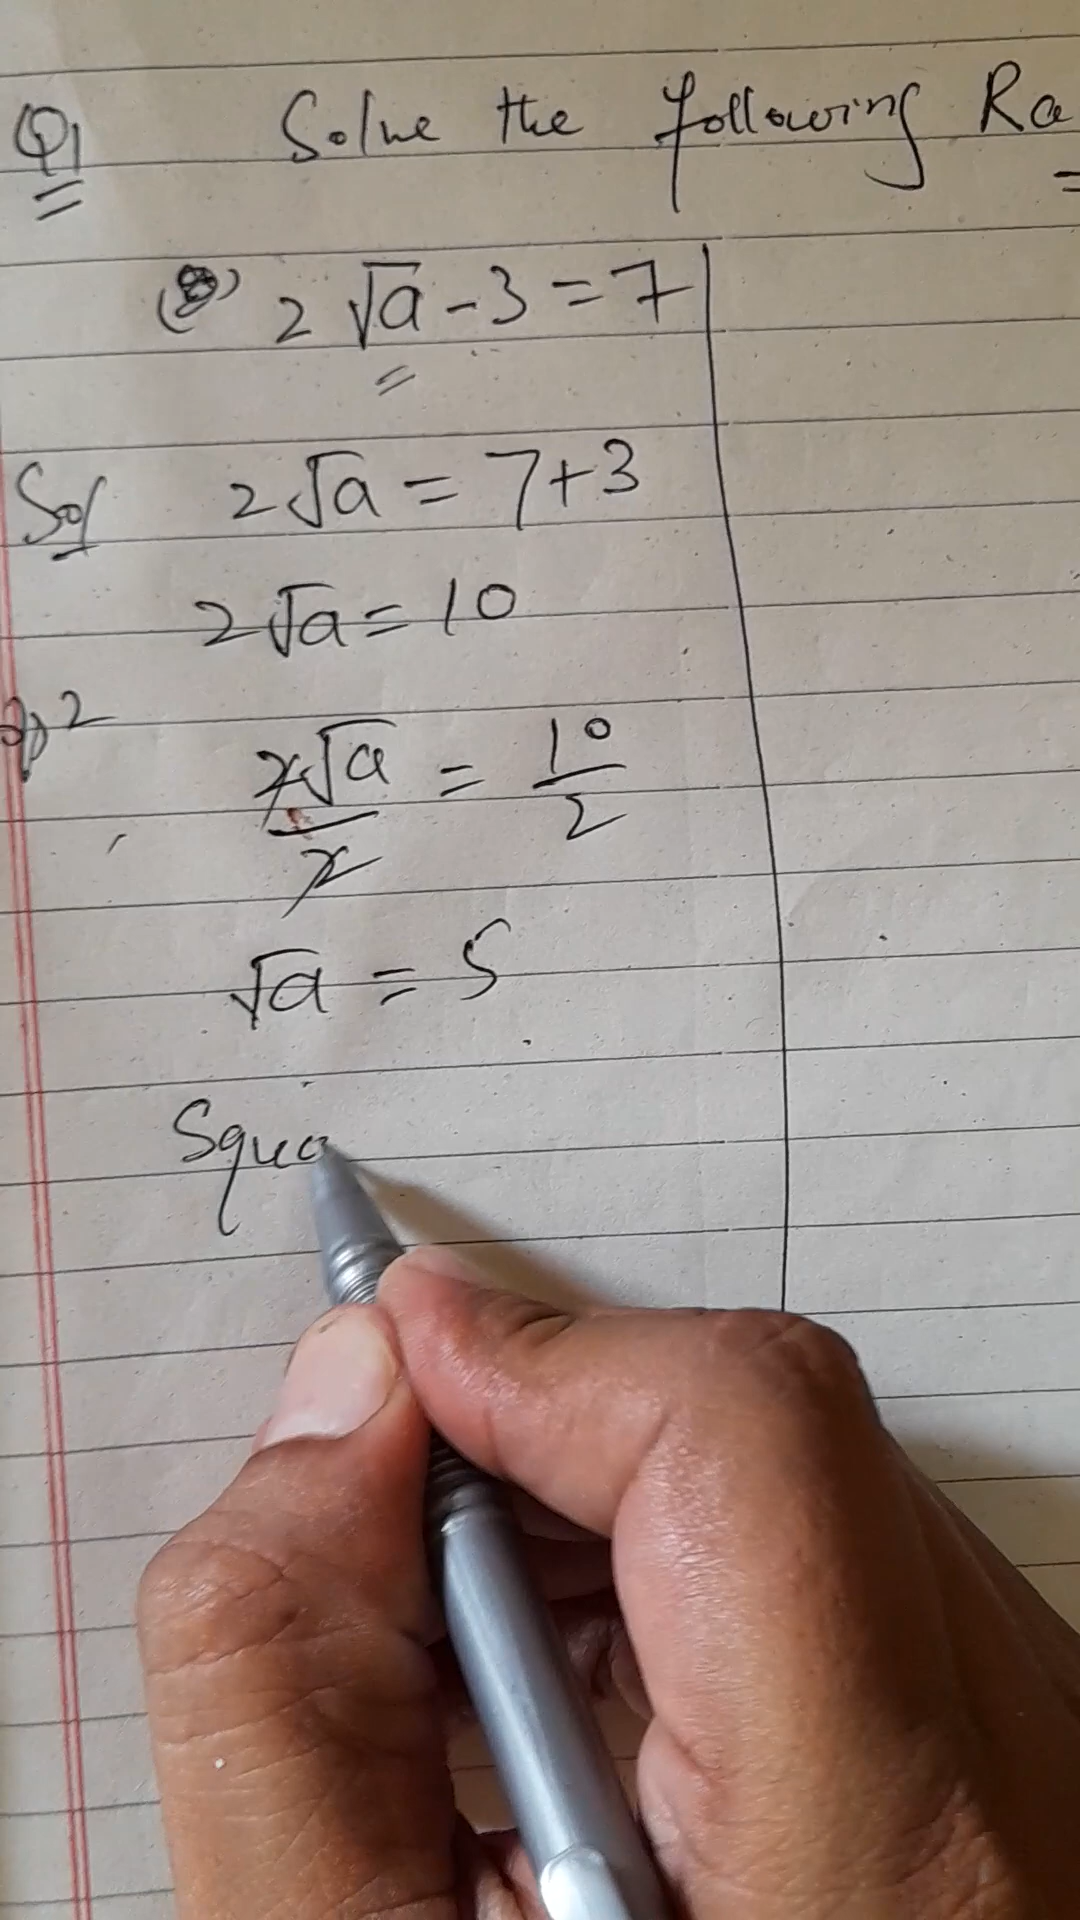 Q1 Solve the following Ra
2√a - 3 = 7
Sol 2√a = 7+3
2√a = 10
2
2√a/2 = 10/2
√a = 5
Squa